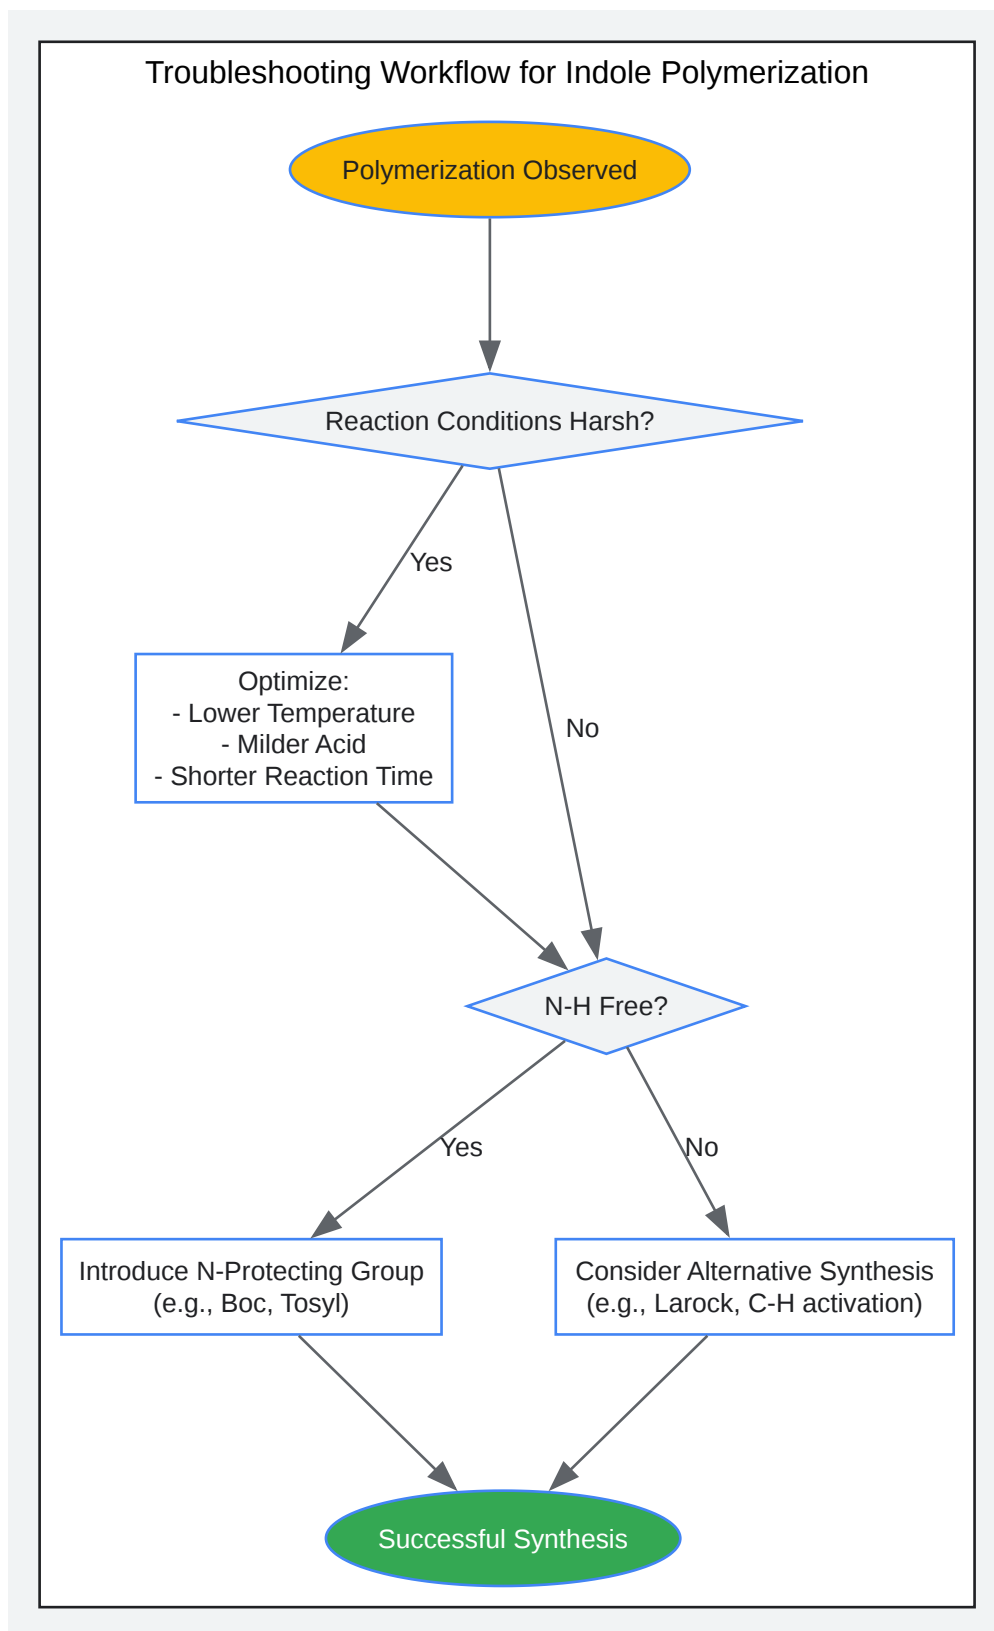 Troubleshooting Workflow for Indole Polymerization
Polymerization Observed
Reaction Conditions Harsh?
Yes
Optimize:
- Lower Temperature
- Milder Acid
- Shorter Reaction Time
No
N-H Free?
Yes
No
Introduce N-Protecting Group
(e.g., Boc, Tosyl)
Consider Alternative Synthesis
(e.g., Larock, C-H activation)
Successful Synthesis